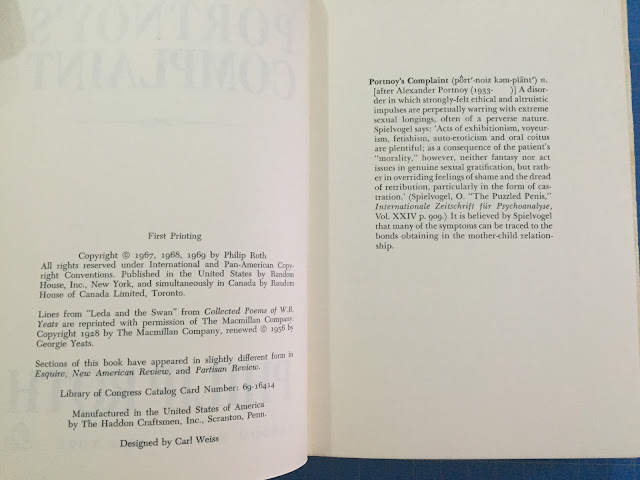 First Printing
Copyright © 1967, 1968, 1969 by Philip Roth
All rights reserved under International and Pan-American Copy-
right Conventions. Published in the United States by Random
House, Inc., New York, and simultaneously in Canada by Random
House of Canada Limited, Toronto.
Lines from "Leda and the Swan" from Collected Poems of W.B.
Yeats are reprinted with permission of The Macmillan Company.
Copyright 1928 by The Macmillan Company, renewed © 1956 by
Georgie Yeats.
Sections of this book have appeared in slightly different form in
Esquire, New American Review, and Partisan Review.
Library of Congress Catalog Card Number: 69-16414
Manufactured in the United States of America
by The Haddon Craftsmen, Inc., Scranton, Penn.
Designed by Carl Weiss
Portnoy's Complaint (pôrt'-noiz kəm-plānt') n.
[after Alexander Portnoy (1933- )] A disor-
der in which strongly-felt ethical and altruistic
impulses are perpetually warring with extreme
sexual longings, often of a perverse nature.
Spielvogel says: 'Acts of exhibitionism, voyeur-
ism, fetishism, auto-eroticism and oral coitus
are plentiful; as a consequence of the patient's
"morality," however, neither fantasy nor act
issues in genuine sexual gratification, but rath-
er in overriding feelings of shame and the dread
of retribution, particularly in the form of cas-
tration.' (Spielvogel, O. "The Puzzled Penis,"
Internationale Zeitschrift für Psychoanalyse,
Vol. XXIV p. 909.) It is believed by Spielvogel
that many of the symptoms can be traced to the
bonds obtaining in the mother-child relation-
ship.